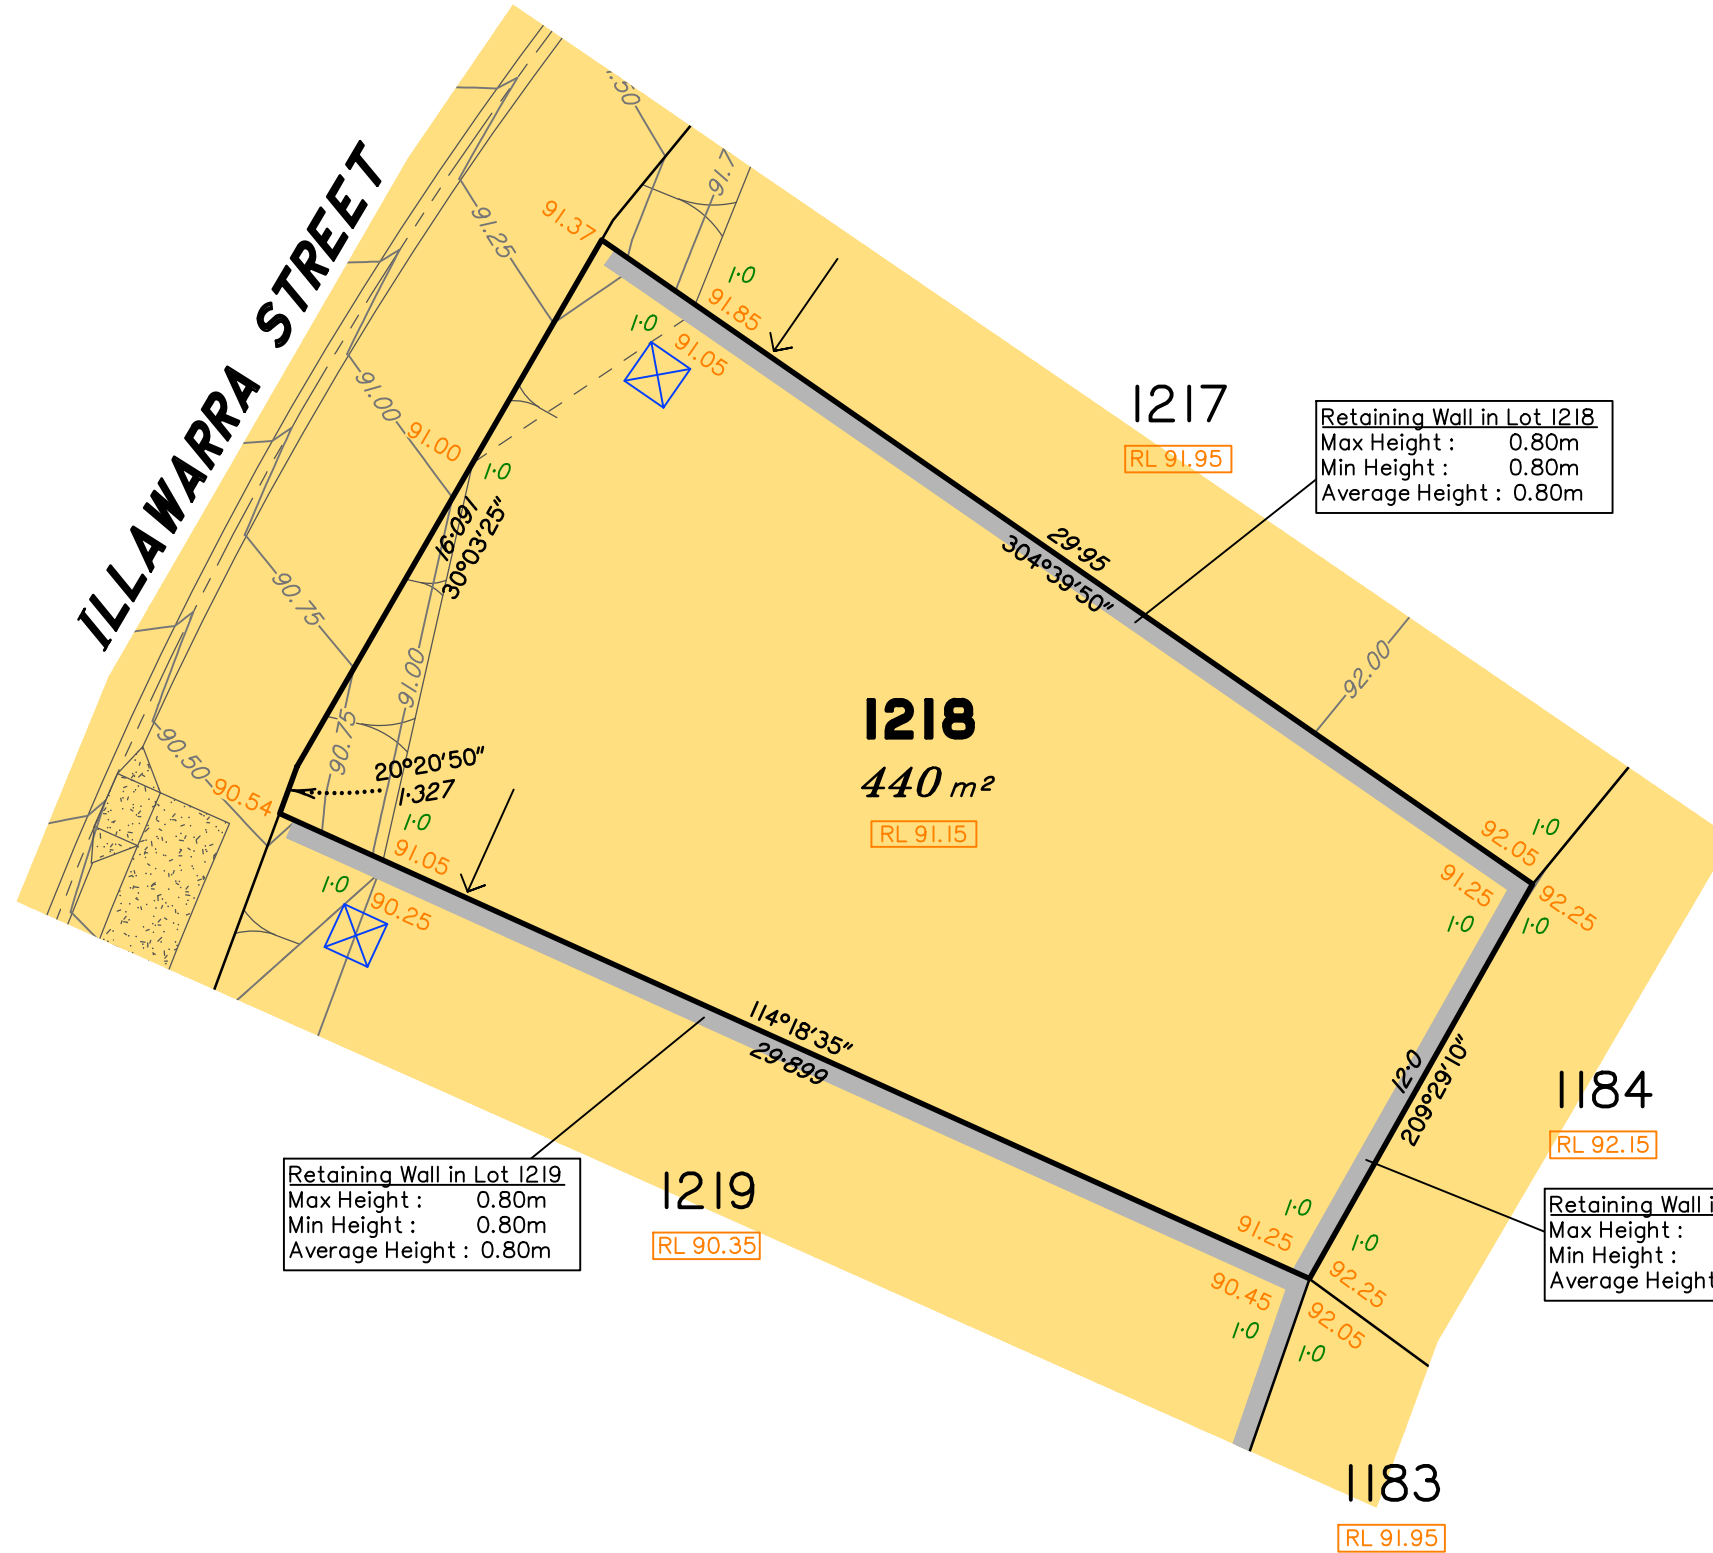 ILLAWARRA STREET
.50
91.7
91.25
91.37
1.0
91.85
1.0
91.05
91.00
91.00
1.0
1217
RL 91.95
Retaining Wall in Lot 1218
Max Height : 0.80m
Min Height : 0.80m
Average Height : 0.80m
16.091
30°03'25"
29.95
304°39'50"
90.75
91.00
90.75
92.00
1218
440 m²
RL 91.15
90.50
90.54
20°20'50"
1.327
1.0
91.05
1.0
90.25
92.05
1.0
91.25
1.0
92.25
1.0
114°18'35"
29.899
12.0
209°29'10"
1184
RL 92.15
Retaining Wall in Lot 1219
Max Height : 0.80m
Min Height : 0.80m
Average Height : 0.80m
1219
RL 90.35
1.0
91.25
1.0
92.25
90.45
1.0
92.05
1.0
Retaining Wall i
Max Height :
Min Height :
Average Height
1183
RL 91.95